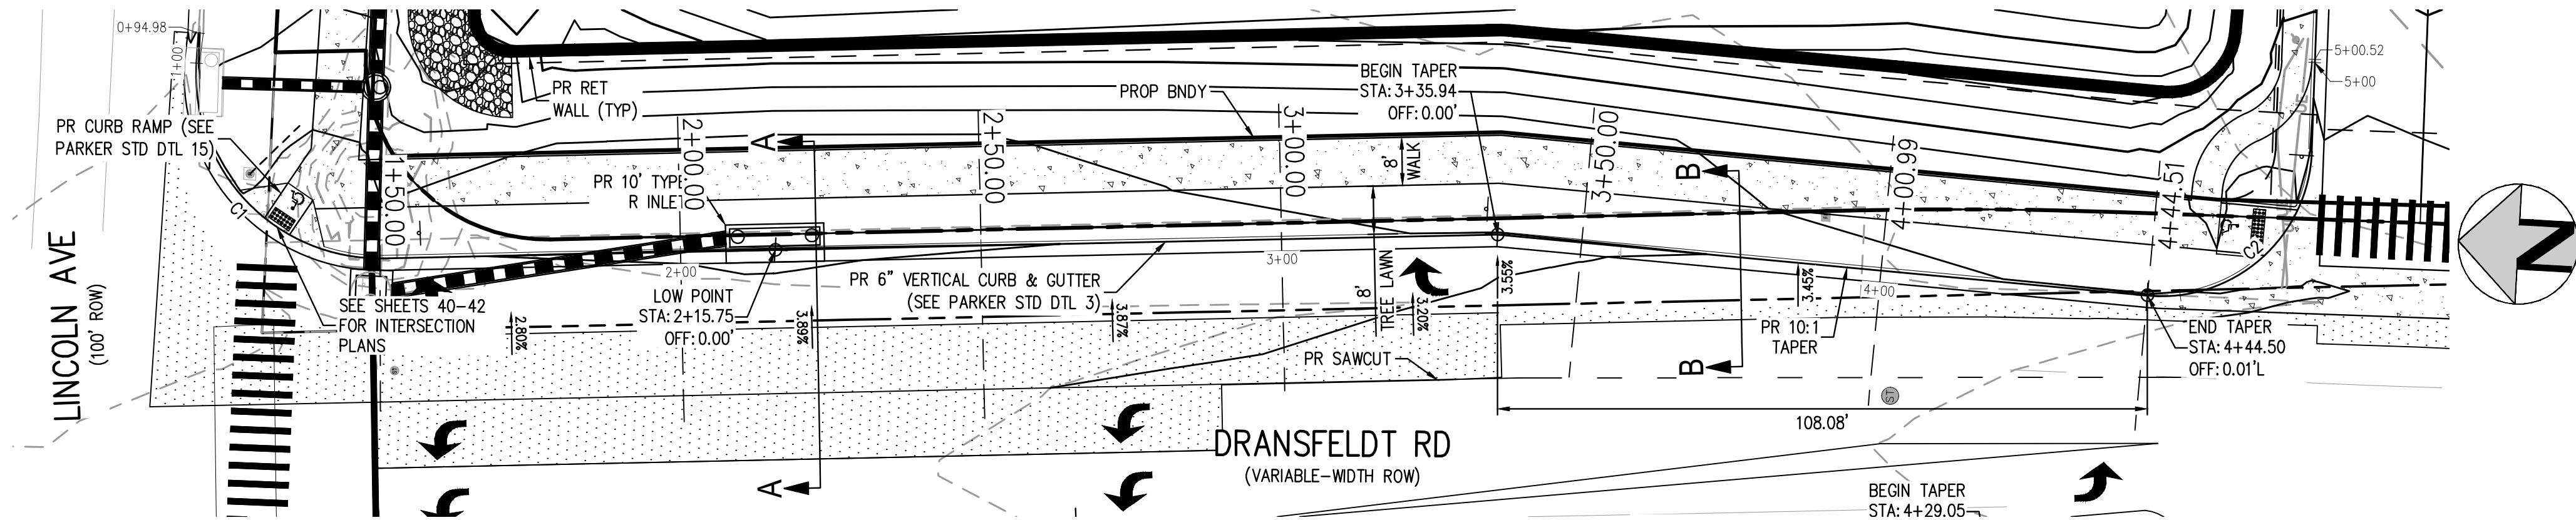 0+94.98
1+00
PR CURB RAMP (SEE
PARKER STD DTL 15)
C1
LINCOLN AVE
(100' ROW)
1+50.00
SEE SHEETS 40-42
FOR INTERSECTION
PLANS
PR RET
WALL (TYP)
PR 10' TYPE
R INLET
2+00.00
2+00
A
A
LOW POINT
STA: 2+15.75
OFF: 0.00'
2.80%
3.89%
PR 6" VERTICAL CURB & GUTTER
(SEE PARKER STD DTL 3)
2+50.00
PROP BNDY
3+00.00
3+00
3.87%
BEGIN TAPER
STA: 3+35.94
OFF: 0.00'
8'
WALK
8'
TREE LAWN
3.20%
3.55%
PR SAWCUT
3+50.00
B
B
PR 10:1
TAPER
3.45%
4+00.99
4+00
ST
108.08'
DRANSFELDT RD
(VARIABLE-WIDTH ROW)
4+44.51
C2
END TAPER
STA: 4+44.50
OFF: 0.01'L
5+00.52
5+00
N
BEGIN TAPER
STA: 4+29.05